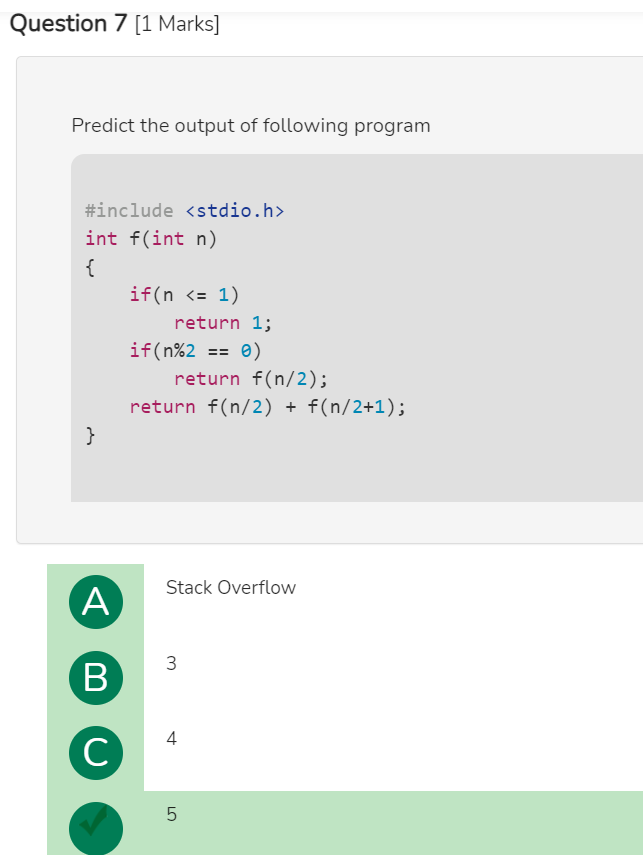 Question 7 [1 Marks]
Predict the output of following program
#include <stdio.h>
int f(int n)
{
    if(n <= 1)
        return 1;
    if(n%2 == 0)
        return f(n/2);
    return f(n/2) + f(n/2+1);
}
A Stack Overflow
B 3
C 4
5